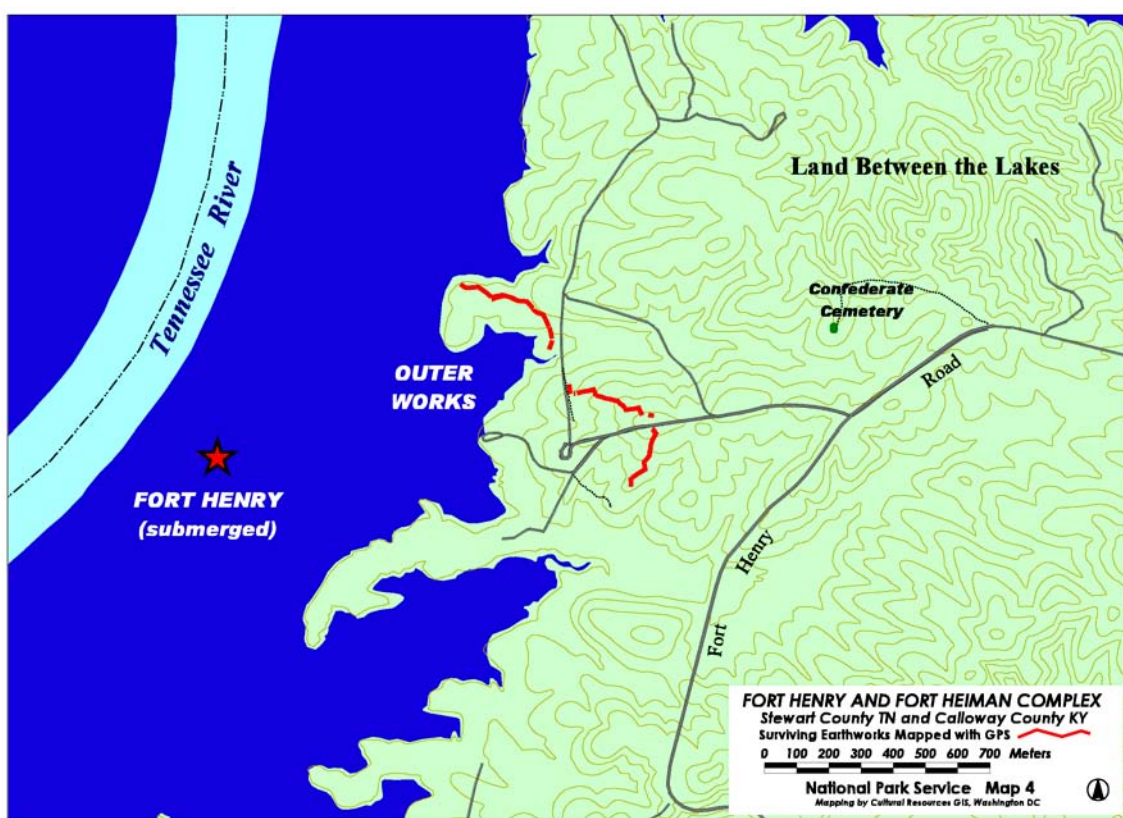 Land Between the Lakes
Tennessee River
Confederate
Cemetery
OUTER
WORKS
Fort Henry Road
FORT HENRY
(submerged)
FORT HENRY AND FORT HEIMAN COMPLEX
Stewart County TN and Calloway County KY
Surviving Earthworks Mapped with GPS
0 100 200 300 400 500 600 700 Meters
National Park Service Map 4
Mapping by Cultural Resources GIS, Washington DC